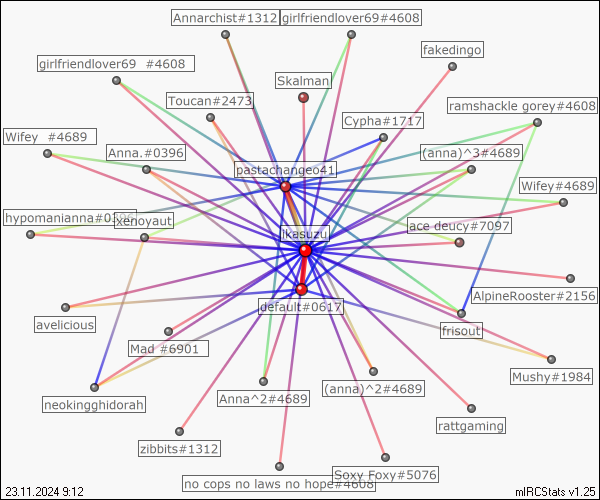 Annarchist#1312
girlfriendlover69#4608
fakedingo
girlfriendlover69  #4608
Skalman
Toucan#2473
ramshackle gorey#4608
Cypha#1717
Wifey  #4689
Anna.#0396
(anna)^3#4689
pastachangeo41
Wifey#4689
hypomanianna#0396
xenoyaut
ace deucy#7097
ikasuzu
AlpineRooster#2156
default#0617
avelicious
frisout
Mad #6901
Mushy#1984
(anna)^2#4689
Anna^2#4689
neokingghidorah
rattgaming
zibbits#1312
Soxy Foxy#5076
no cops no laws no hope#4608
23.11.2024 9:12
mIRCStats v1.25